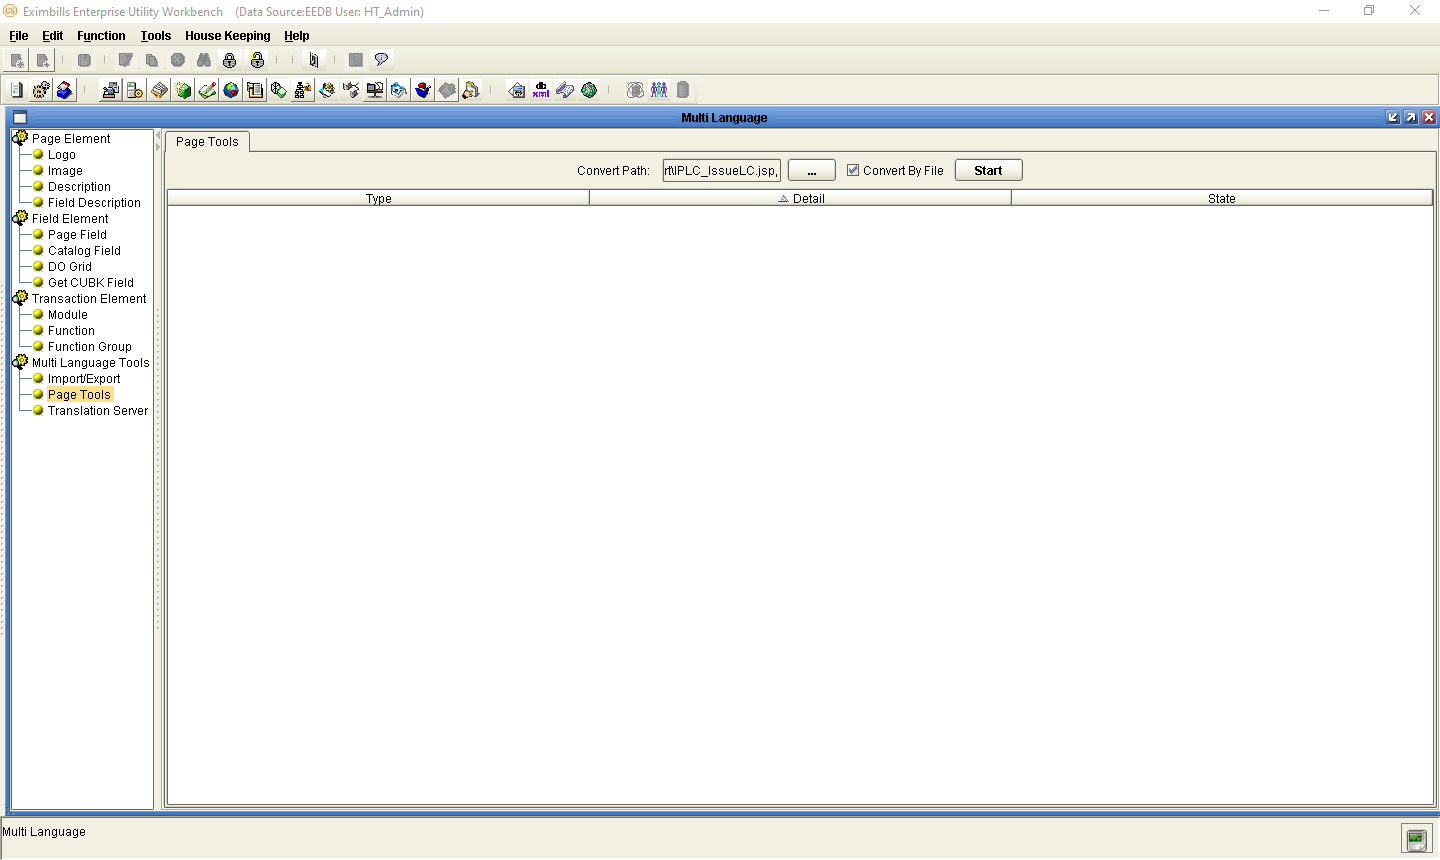 Eximbills Enterprise Utility Workbench (Data Source:EEDB User: HT_Admin)
File Edit Function Tools House Keeping Help
db
xml
Multi Language
Page Element
Logo
Image
Description
Field Description
Field Element
Page Field
Catalog Field
DO Grid
Get CUBK Field
Transaction Element
Module
Function
Function Group
Multi Language Tools
Import/Export
Page Tools
Translation Server
Page Tools
Convert Path: rt\IPLC_IssueLC.jsp, ... Convert By File Start
Type Detail State
Multi Language